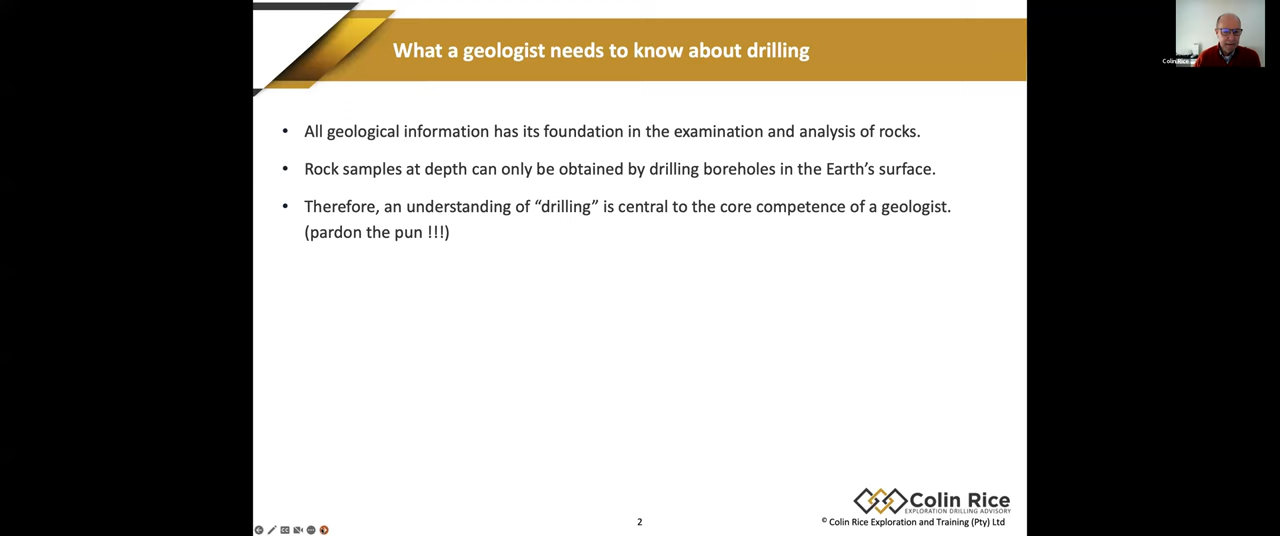 What a geologist needs to know about drilling
Colin Rice
• All geological information has its foundation in the examination and analysis of rocks.
• Rock samples at depth can only be obtained by drilling boreholes in the Earth's surface.
• Therefore, an understanding of “drilling” is central to the core competence of a geologist.
(pardon the pun !!!)
Colin Rice
EXPLORATION DRILLING ADVISORY
2
© Colin Rice Exploration and Training (Pty) Ltd